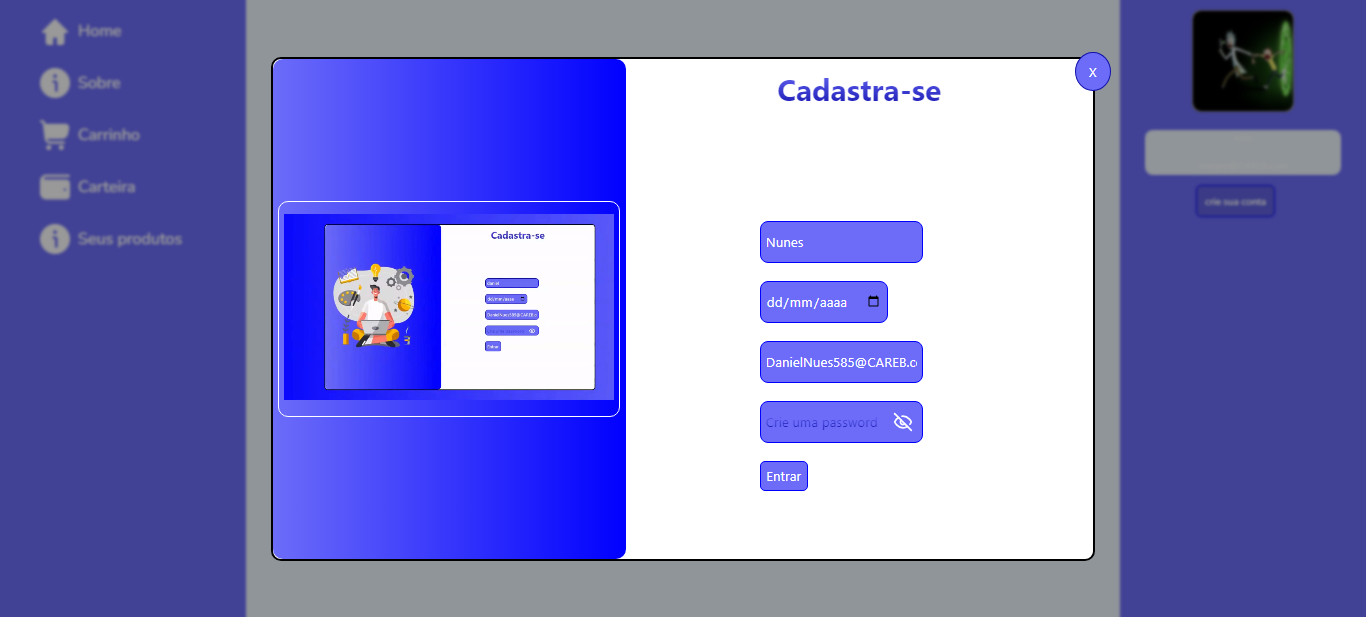 Home
Sobre
Carrinho
Carteira
Seus produtos
Cadastra-se
daniel
dd/mm/aaaa
DanielNues585@CAREB.c
Crie uma password
Entrar
Cadastra-se
X
Nunes
dd/mm/aaaa
DanielNues585@CAREB.c
Crie uma password
Entrar
crie sua conta